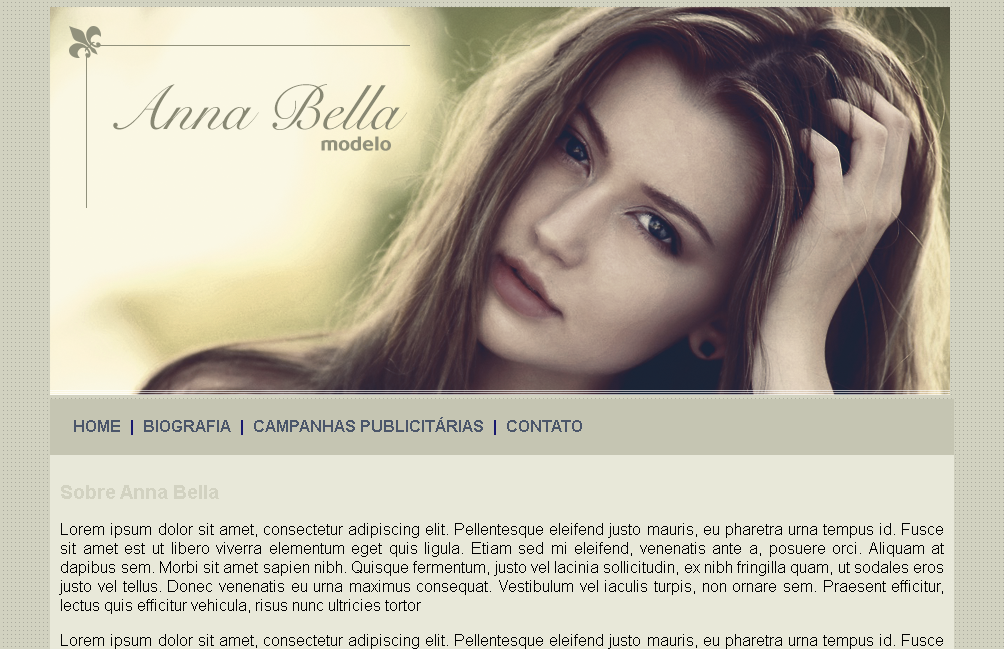 Anna Bella
modelo
HOME | BIOGRAFIA | CAMPANHAS PUBLICITÁRIAS | CONTATO
Sobre Anna Bella
Lorem ipsum dolor sit amet, consectetur adipiscing elit. Pellentesque eleifend justo mauris, eu pharetra urna tempus id. Fusce
sit amet est ut libero viverra elementum eget quis ligula. Etiam sed mi eleifend, venenatis ante a, posuere orci. Aliquam at
dapibus sem. Morbi sit amet sapien nibh. Quisque fermentum, justo vel lacinia sollicitudin, ex nibh fringilla quam, ut sodales eros
justo vel tellus. Donec venenatis eu urna maximus consequat. Vestibulum vel iaculis turpis, non ornare sem. Praesent efficitur,
lectus quis efficitur vehicula, risus nunc ultricies tortor
Lorem ipsum dolor sit amet, consectetur adipiscing elit. Pellentesque eleifend justo mauris, eu pharetra urna tempus id. Fusce